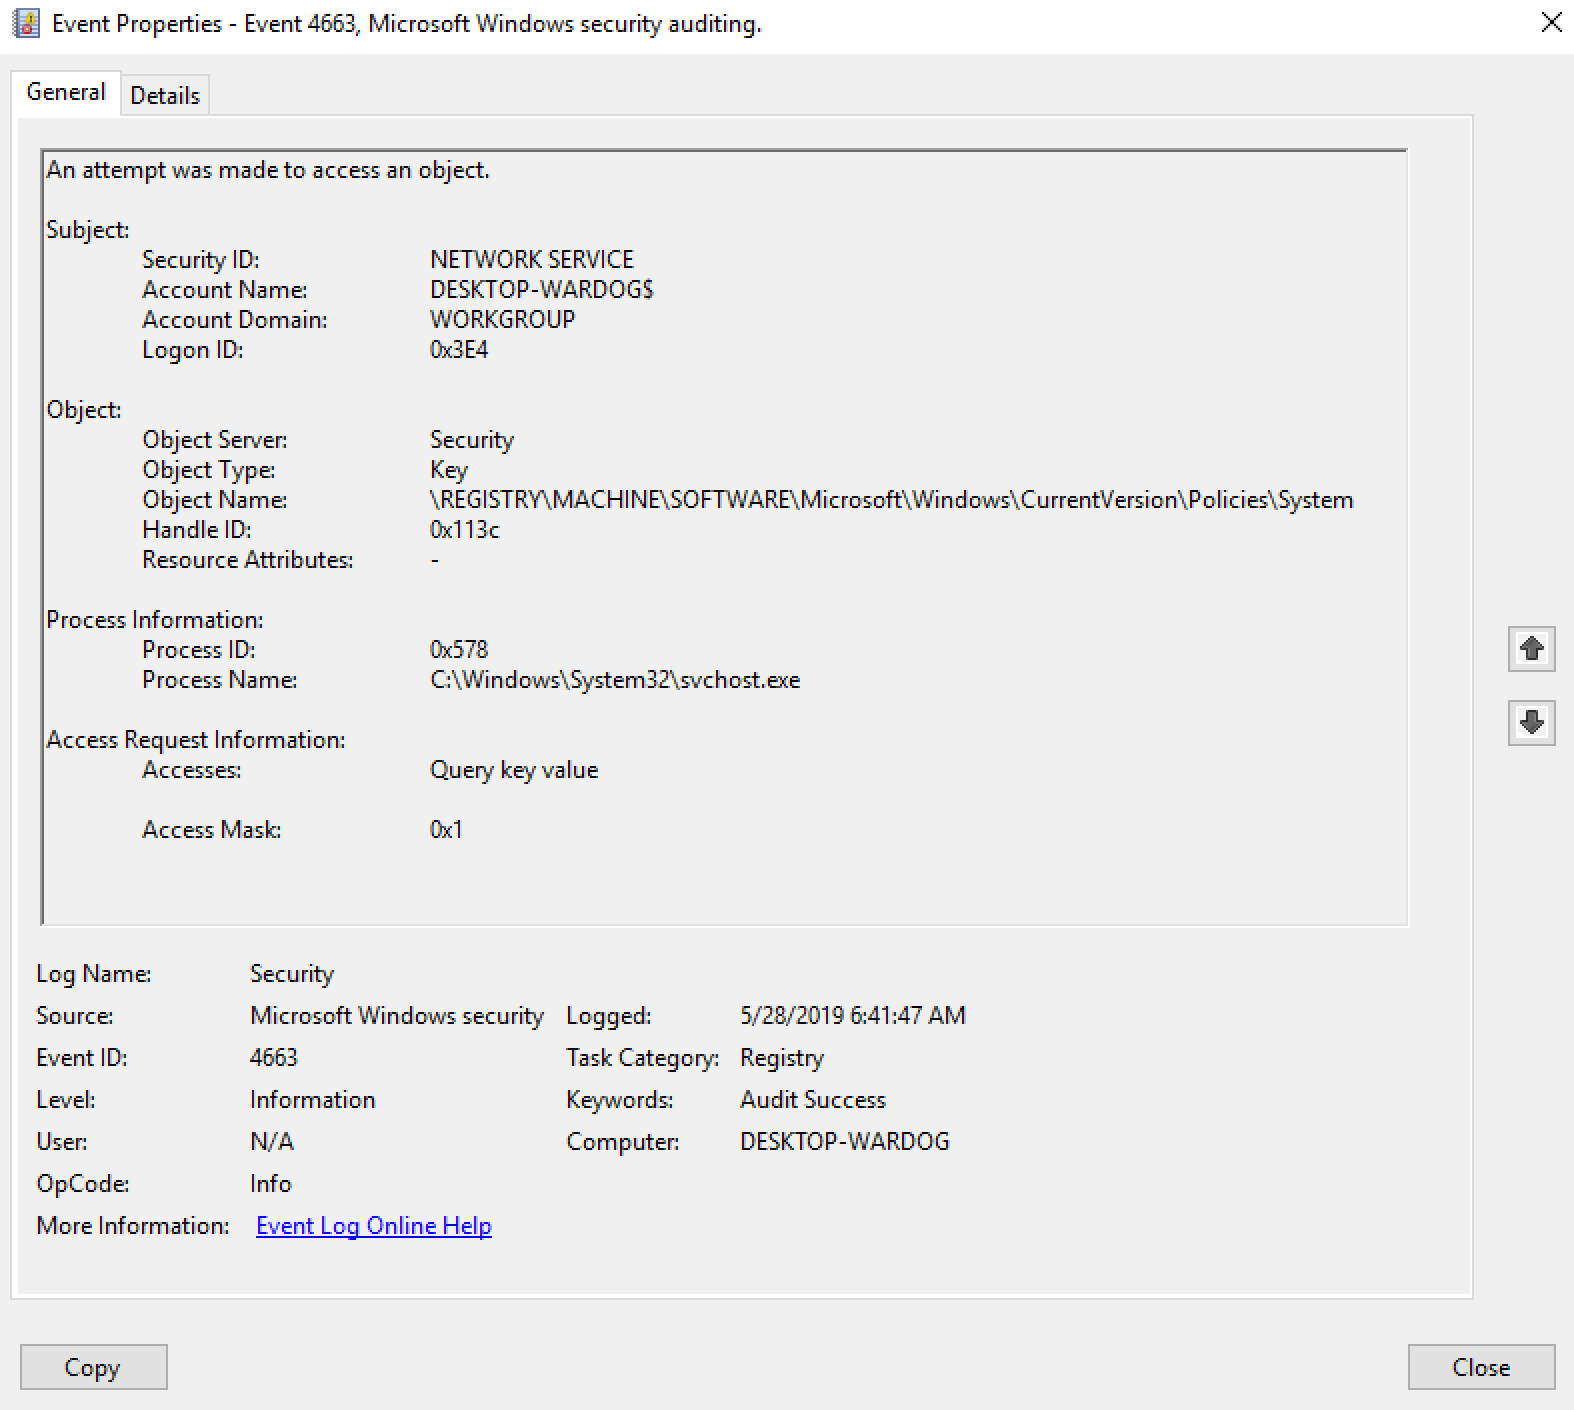 Event Properties - Event 4663, Microsoft Windows security auditing.
General Details
An attempt was made to access an object.
Subject:
Security ID: NETWORK SERVICE
Account Name: DESKTOP-WARDOG$
Account Domain: WORKGROUP
Logon ID: 0x3E4
Object:
Object Server: Security
Object Type: Key
Object Name: \REGISTRY\MACHINE\SOFTWARE\Microsoft\Windows\CurrentVersion\Policies\System
Handle ID: 0x113c
Resource Attributes: -
Process Information:
Process ID: 0x578
Process Name: C:\Windows\System32\svchost.exe
Access Request Information:
Accesses: Query key value
Access Mask: 0x1
Log Name: Security
Source: Microsoft Windows security Logged: 5/28/2019 6:41:47 AM
Event ID: 4663 Task Category: Registry
Level: Information Keywords: Audit Success
User: N/A Computer: DESKTOP-WARDOG
OpCode: Info
More Information: Event Log Online Help
Copy Close